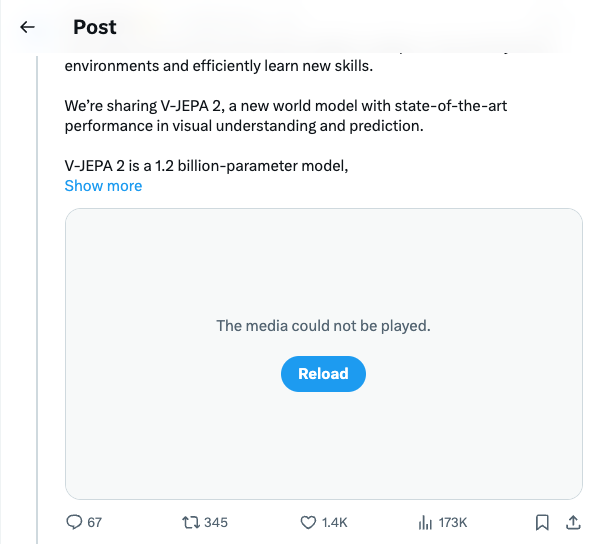 Post
environments and efficiently learn new skills.
We’re sharing V-JEPA 2, a new world model with state-of-the-art
performance in visual understanding and prediction.
V-JEPA 2 is a 1.2 billion-parameter model,
Show more
The media could not be played.
Reload
67 345 1.4K 173K